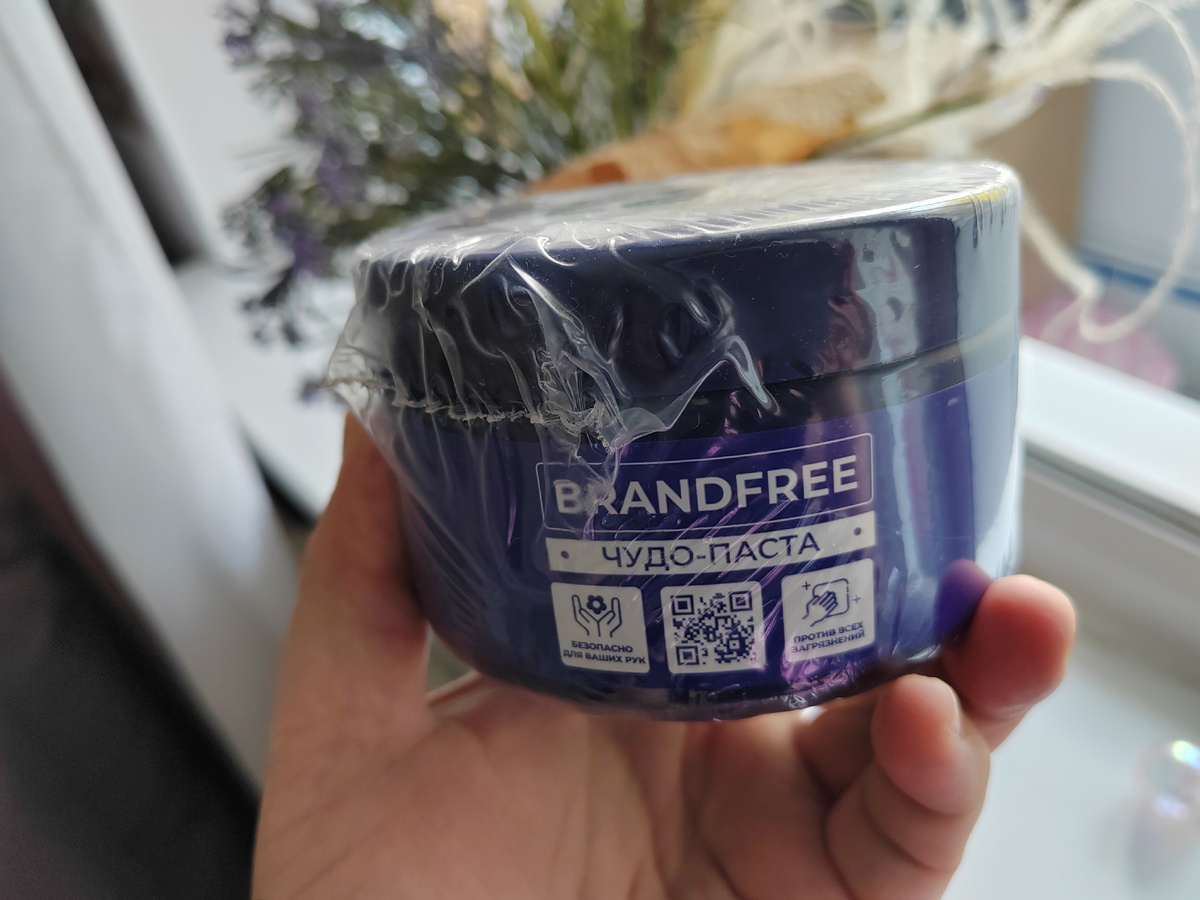 BRANDFREE
ЧУДО-ПАСТА
БЕЗОПАСНО
ДЛЯ ВАШИХ РУК
ПРОТИВ ВСЕХ
ЗАГРЯЗНЕНИЙ